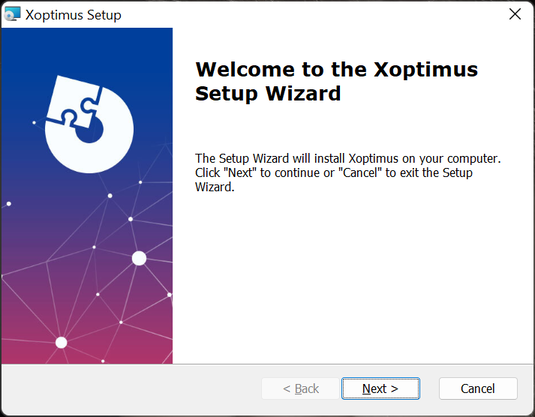 Xoptimus Setup
Welcome to the Xoptimus
Setup Wizard
The Setup Wizard will install Xoptimus on your computer.
Click "Next" to continue or "Cancel" to exit the Setup
Wizard.
< Back
Next >
Cancel